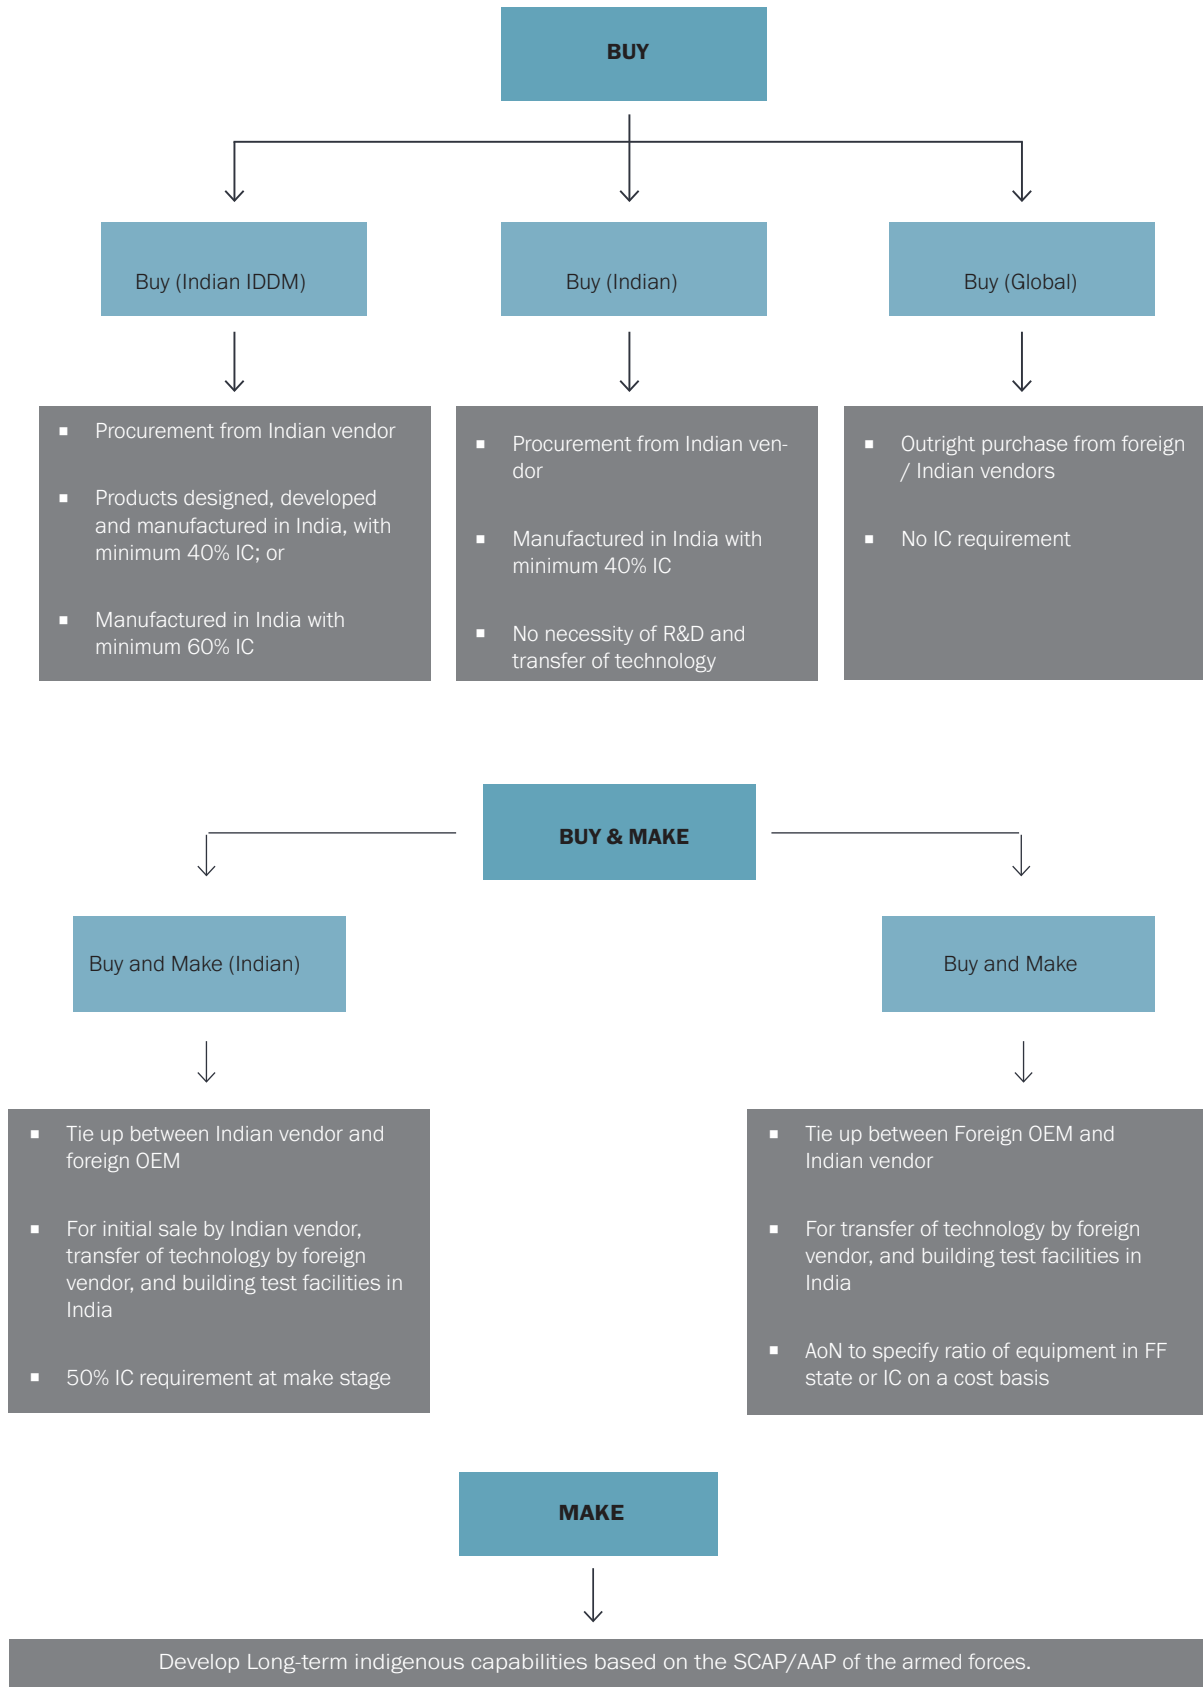 BUY
Buy (Indian IDDM)
Buy (Indian)
Buy (Global)
▪ Procurement from Indian vendor
▪ Products designed, developed
and manufactured in India, with
minimum 40% IC; or
▪ Manufactured in India with
minimum 60% IC
▪ Procurement from Indian ven-
dor
▪ Manufactured in India with
minimum 40% IC
▪ No necessity of R&D and
transfer of technology
▪ Outright purchase from foreign
/ Indian vendors
▪ No IC requirement
BUY & MAKE
Buy and Make (Indian)
Buy and Make
▪ Tie up between Indian vendor and
foreign OEM
▪ For initial sale by Indian vendor,
transfer of technology by foreign
vendor, and building test facilities in
India
▪ 50% IC requirement at make stage
▪ Tie up between Foreign OEM and
Indian vendor
▪ For transfer of technology by foreign
vendor, and building test facilities in
India
▪ AoN to specify ratio of equipment in FF
state or IC on a cost basis
MAKE
Develop Long-term indigenous capabilities based on the SCAP/AAP of the armed forces.